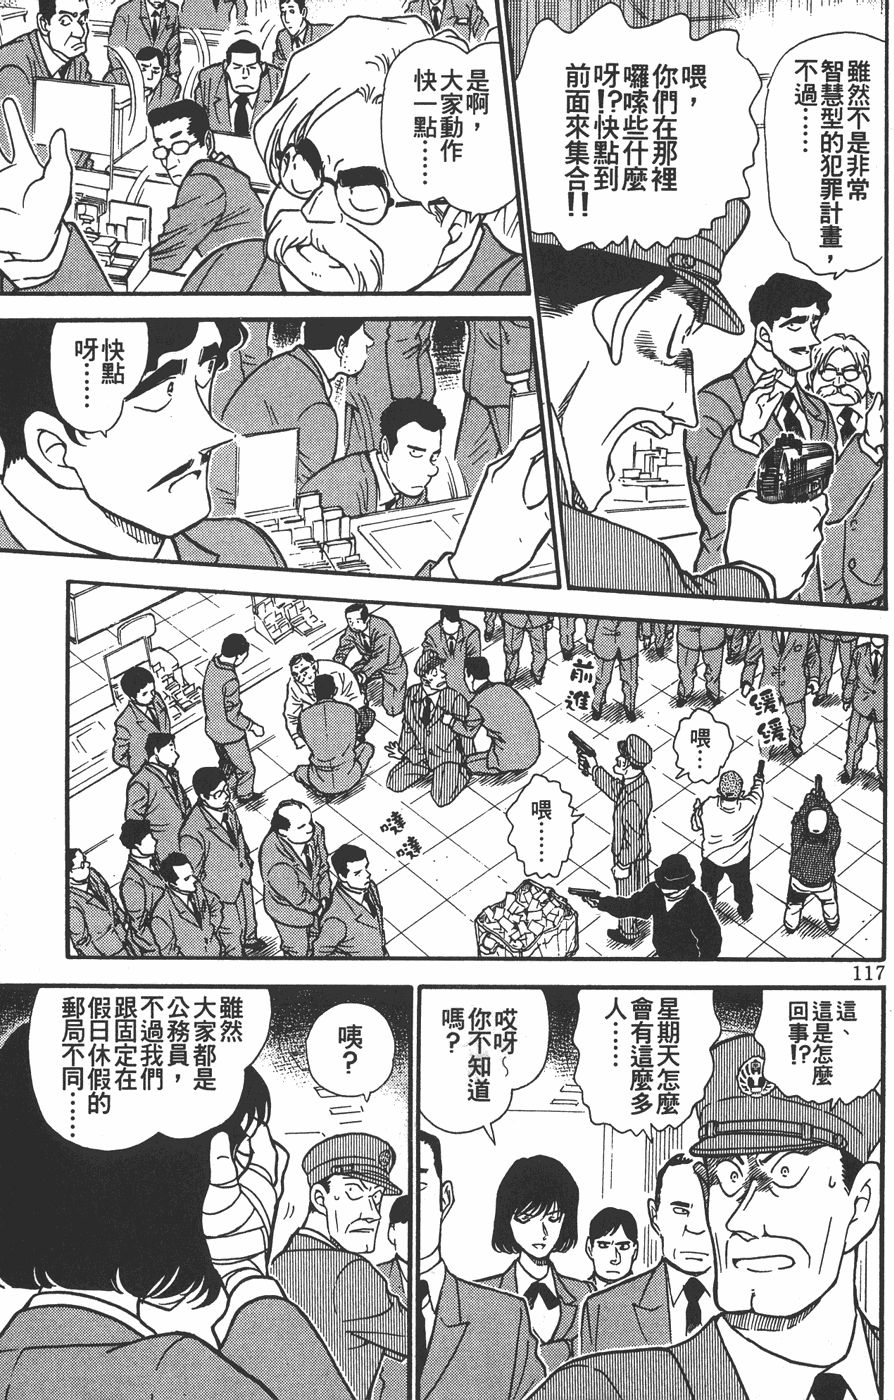 雖然不是非常
智慧型的犯罪計畫，
不過……
喂，
你們在那裡
囉嗦些什麼
呀！？快點到
前面來集合！！
是啊，
大家動作
快一點……
快點
呀……
緩緩
前進
喂……
喂……
噠噠
117
這、
這是怎麼
回事！？
星期天怎麼
會有這麼多
人……
哎呀～
你不知道
嗎？
咦？
雖然
大家都是
公務員，
不過我們
跟固定在
假日休假的
郵局不同……